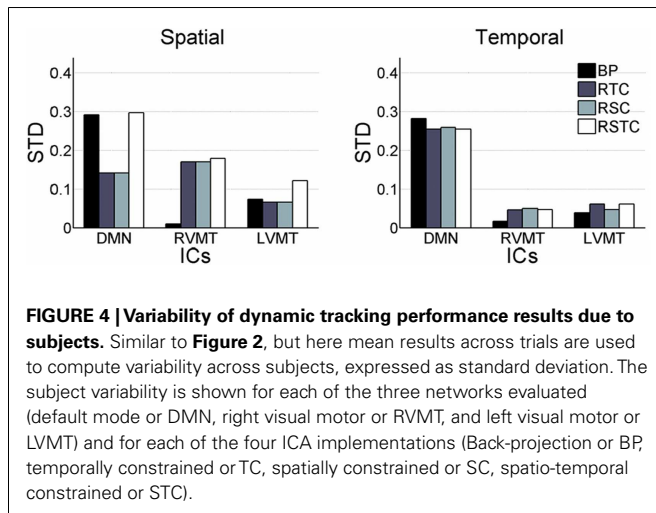 Spatial
0.4
0.3
0.2
0.1
0
STD
DMN
RVMT
LVMT
ICs
Temporal
0.4
0.3
0.2
0.1
0
STD
DMN
RVMT
LVMT
ICs
BP
RTC
RSC
RSTC
FIGURE 4 | Variability of dynamic tracking performance results due to
subjects. Similar to Figure 2, but here mean results across trials are used
to compute variability across subjects, expressed as standard deviation. The
subject variability is shown for each of the three networks evaluated
(default mode or DMN, right visual motor or RVMT, and left visual motor or
LVMT) and for each of the four ICA implementations (Back-projection or BP,
temporally constrained or TC, spatially constrained or SC, spatio-temporal
constrained or STC).